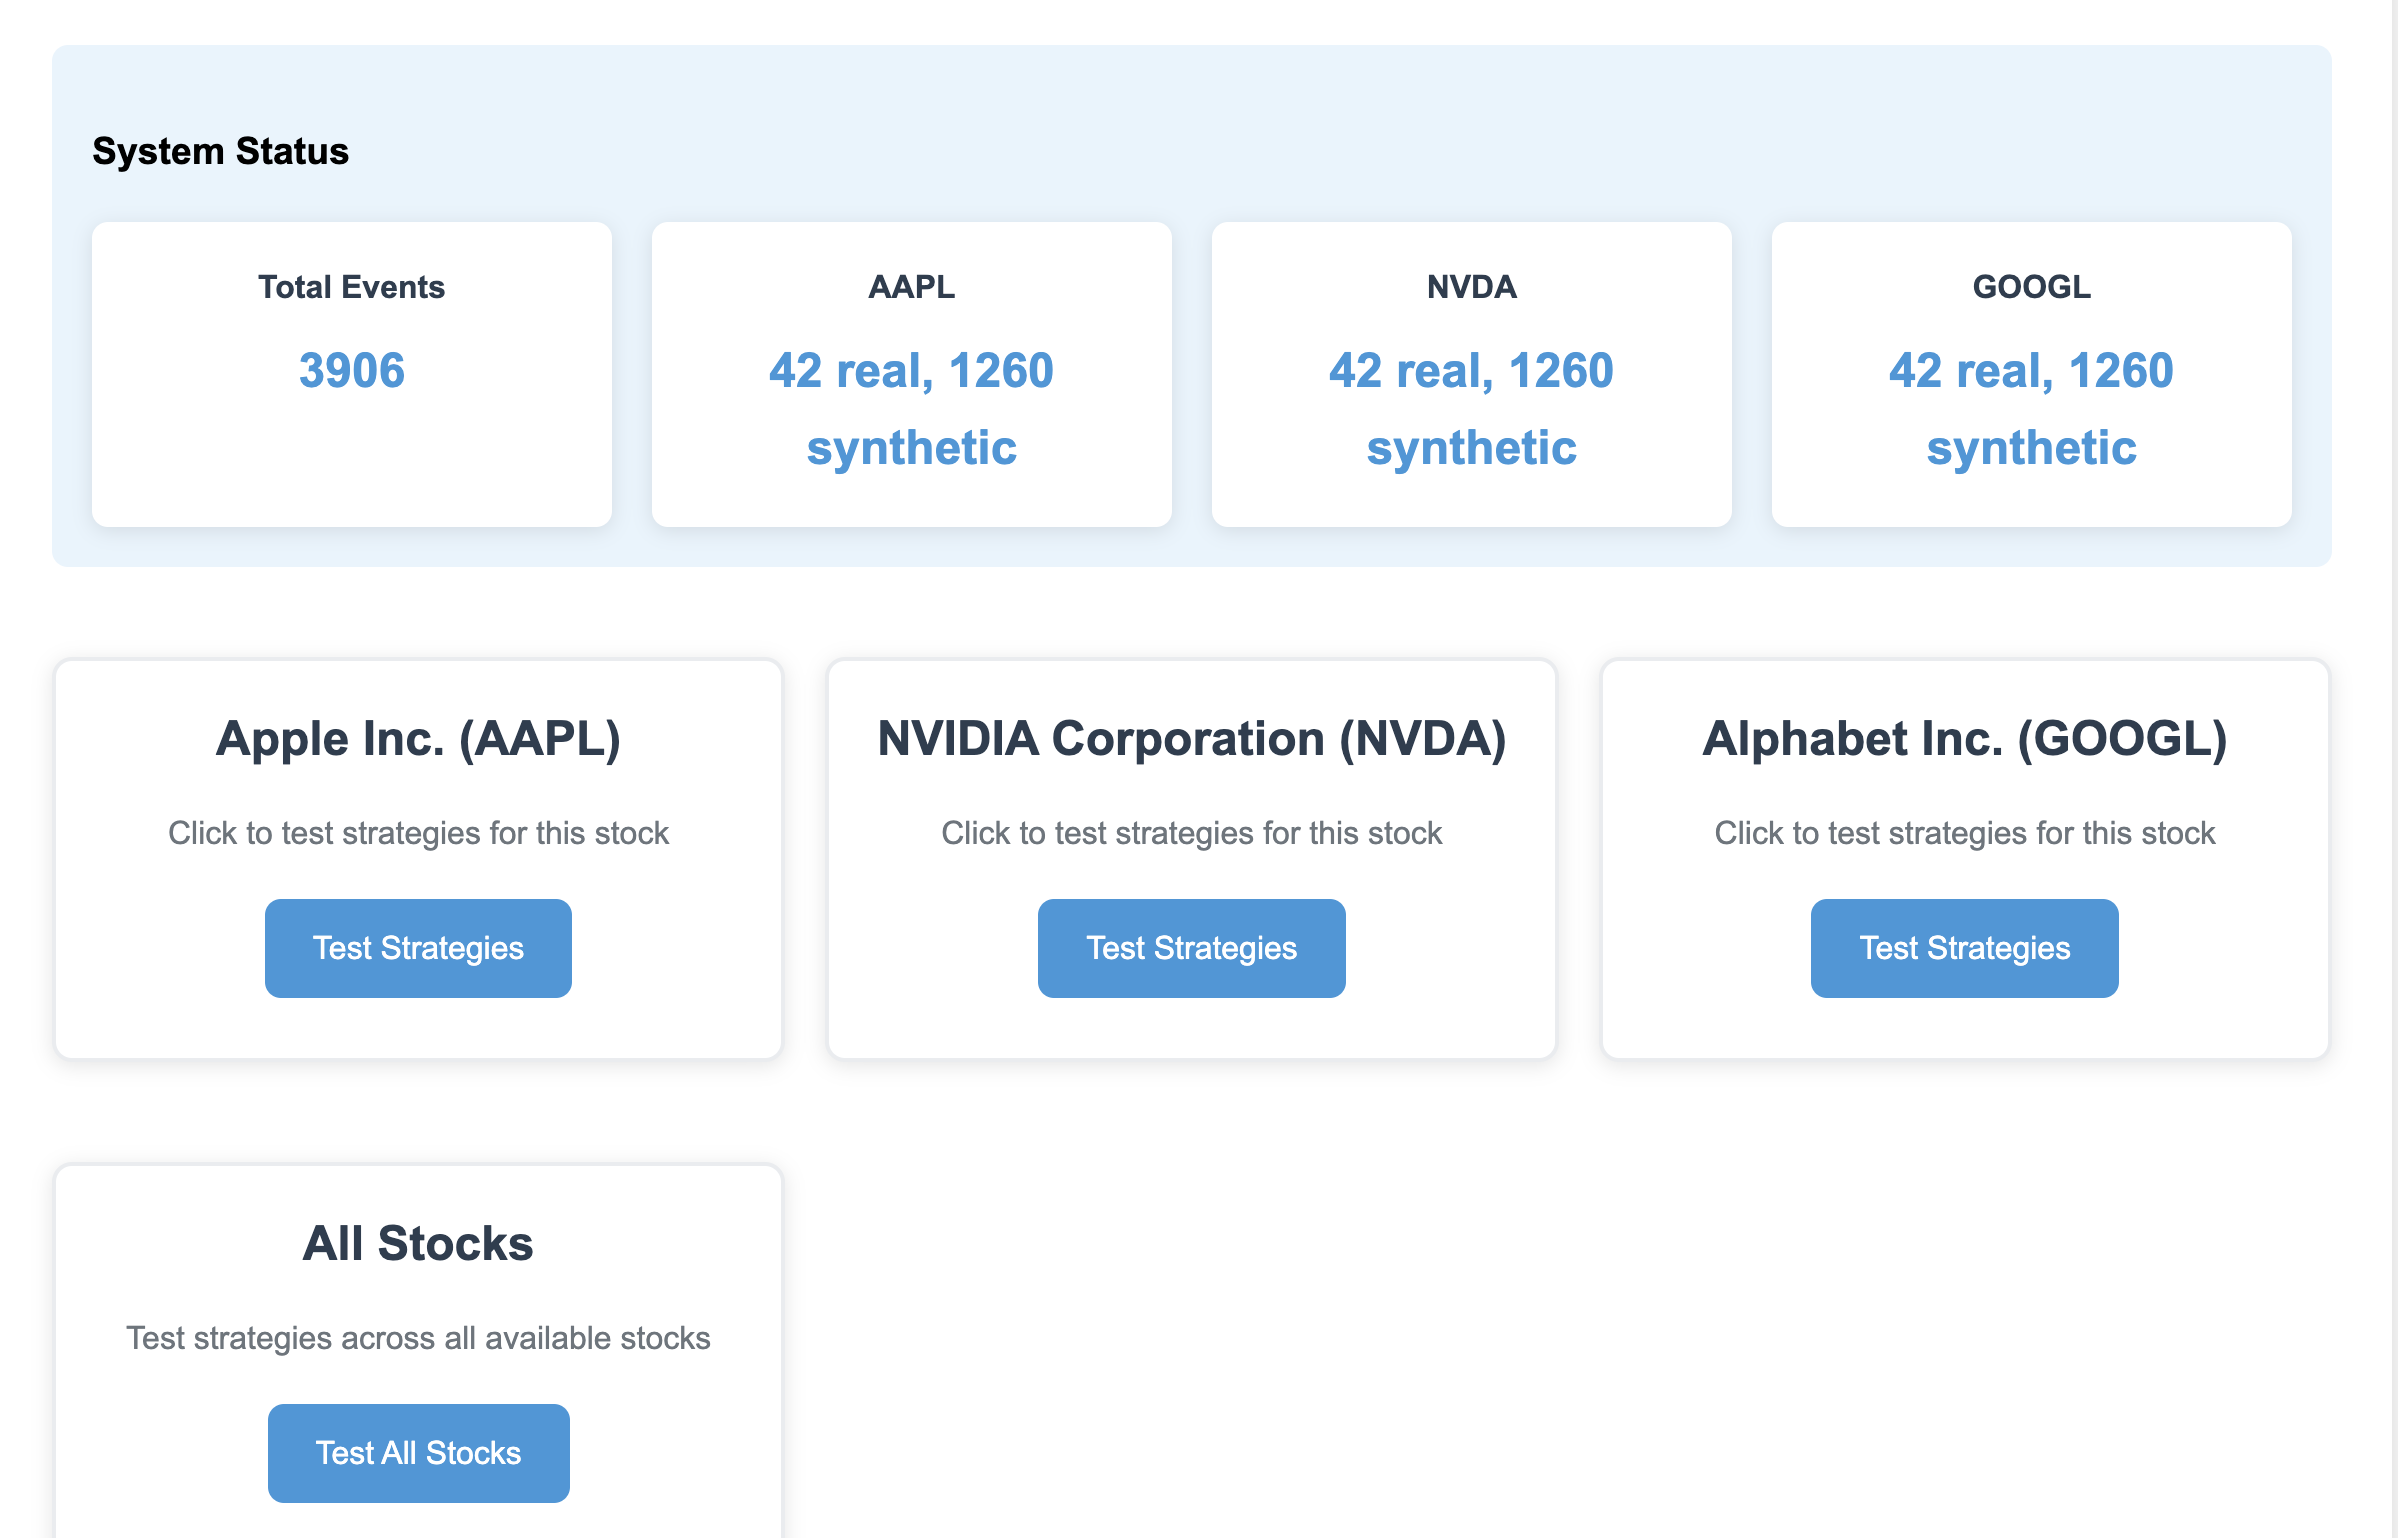 System Status
Total Events
3906
AAPL
42 real, 1260
synthetic
NVDA
42 real, 1260
synthetic
GOOGL
42 real, 1260
synthetic
Apple Inc. (AAPL)
Click to test strategies for this stock
Test Strategies
NVIDIA Corporation (NVDA)
Click to test strategies for this stock
Test Strategies
Alphabet Inc. (GOOGL)
Click to test strategies for this stock
Test Strategies
All Stocks
Test strategies across all available stocks
Test All Stocks